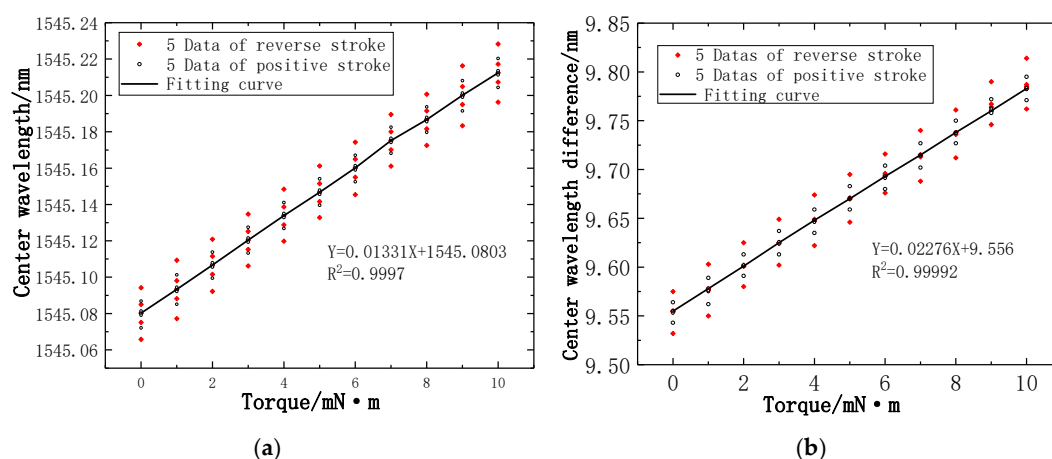 5 Data of reverse stroke
5 Data of positive stroke
Fitting curve
Center wavelength/nm
1545.24
1545.22
1545.20
1545.18
1545.16
1545.14
1545.12
1545.10
1545.08
1545.06
Y=0.01331X+1545.0803
R²=0.9997
0 2 4 6 8 10
Torque/mN·m
(a)
5 Datas of reverse stroke
5 Datas of positive stroke
Fitting curve
Center wavelength difference/nm
9.85
9.80
9.75
9.70
9.65
9.60
9.55
9.50
Y=0.02276X+9.556
R²=0.99992
0 2 4 6 8 10
Torque/mN·m
(b)